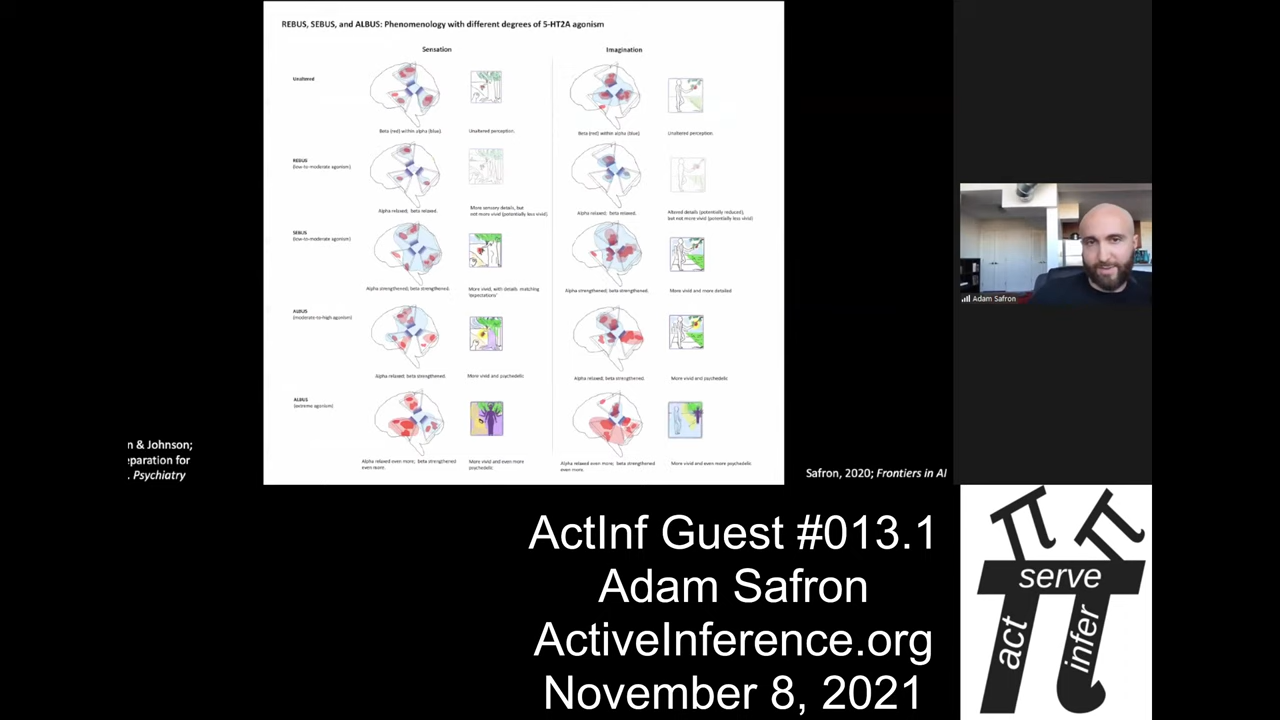 REBUS, SEBUS, and ALBUS: Phenomenology with different degrees of 5-HT2A agonism
Sensation
Imagination
Unaltered
Beta (red) within alpha (blue).
Unaltered perception.
Beta (red) within alpha (blue)
Unaltered perception.
REBUS
(low-to-moderate agonism)
Alpha relaxed; beta relaxed.
More sensory details, but
not more vivid (potentially less vivid)
Alpha relaxed; beta relaxed.
Altered details (potentially reduced),
but not more vivid (potentially less vivid)
SEBUS
(low-to-moderate agonism)
Alpha strengthened; beta strengthened.
More vivid, with details, matching
'expectations'
Alpha strengthened; beta strengthened.
More vivid and more detailed
ALBUS
(moderate-to-high agonism)
Alpha relaxed; beta strengthened.
More vivid and psychedelic
Alpha relaxed; beta strengthened.
More vivid and psychedelic
ALBUS
(extreme agonism)
Alpha relaxed even more; beta strengthened
even more.
More vivid and even more
psychedelic.
Alpha relaxed even more; beta strengthened
even more.
More vivid and even more psychedelic
n & Johnson;
eparation for
. Psychiatry
Safron, 2020; Frontiers in AI
Adam Safron
ActInf Guest #013.1
Adam Safron
ActiveInference.org
November 8, 2021
π
π
serve
act
infer